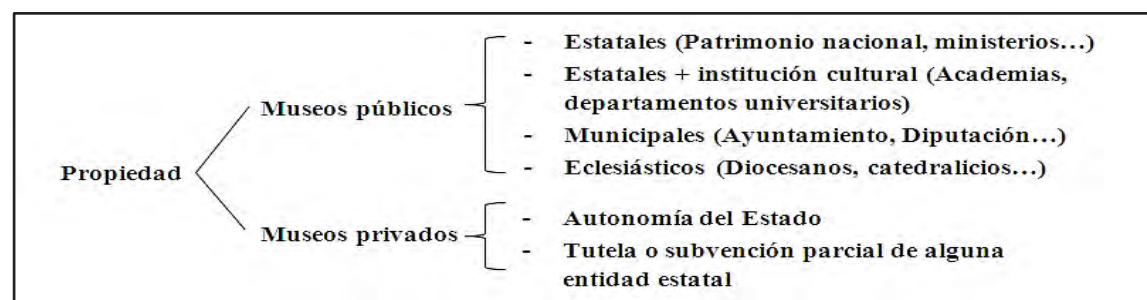 - Estatales (Patrimonio nacional, ministerios…)
- Estatales + institución cultural (Academias,
departamentos universitarios)
Museos públicos
- Municipales (Ayuntamiento, Diputación…)
- Eclesiásticos (Diocesanos, catedralicios…)
Propiedad
- Autonomía del Estado
Museos privados
- Tutela o subvención parcial de alguna
entidad estatal